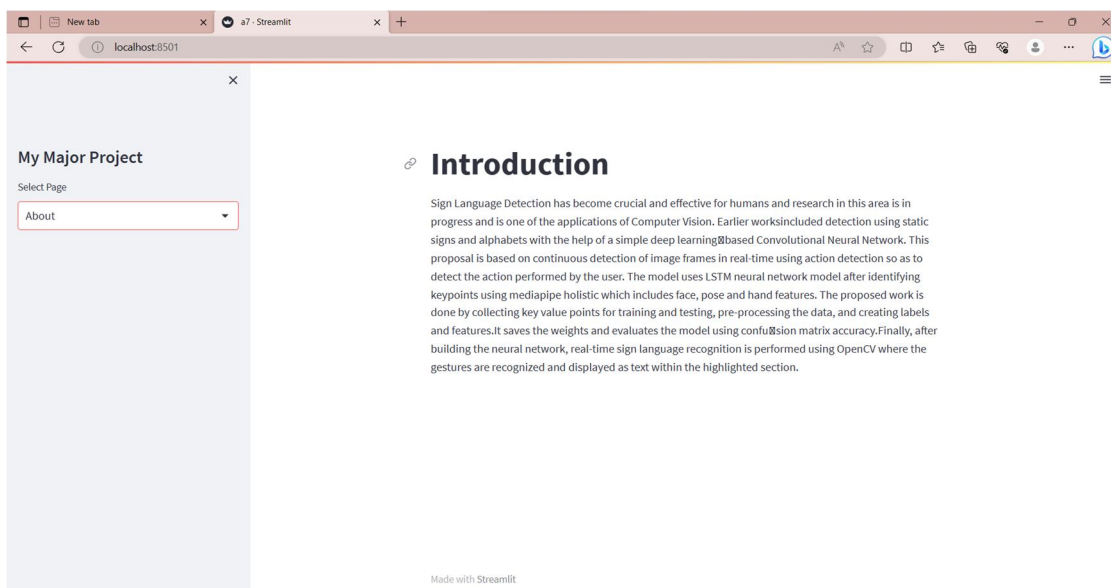 New tab
a7 · Streamlit
localhost:8501
My Major Project
Select Page
About
Introduction
Sign Language Detection has become crucial and effective for humans and research in this area is in
progress and is one of the applications of Computer Vision. Earlier worksincluded detection using static
signs and alphabets with the help of a simple deep learning￾based Convolutional Neural Network. This
proposal is based on continuous detection of image frames in real-time using action detection so as to
detect the action performed by the user. The model uses LSTM neural network model after identifying
keypoints using mediapipe holistic which includes face, pose and hand features. The proposed work is
done by collecting key value points for training and testing, pre-processing the data, and creating labels
and features.It saves the weights and evaluates the model using confu￾sion matrix accuracy.Finally, after
building the neural network, real-time sign language recognition is performed using OpenCV where the
gestures are recognized and displayed as text within the highlighted section.
Made with Streamlit